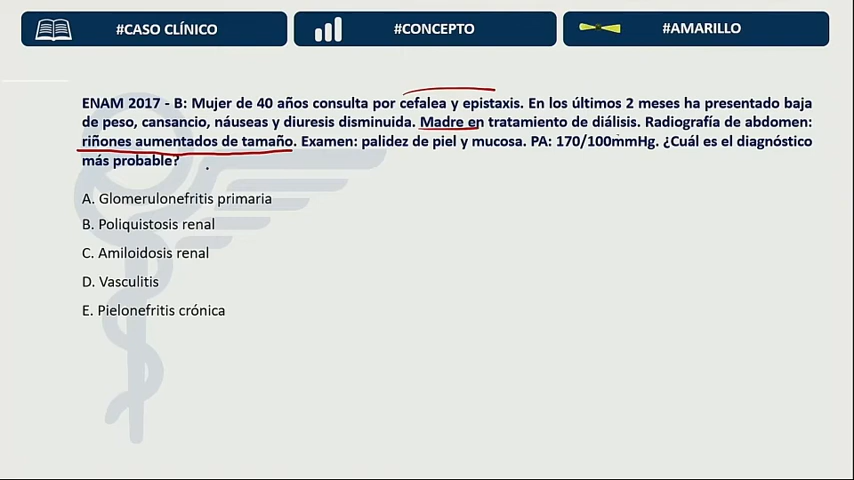 #CASO CLÍNICO
#CONCEPTO
#AMARILLO
ENAM 2017 - B: Mujer de 40 años consulta por cefalea y epistaxis. En los últimos 2 meses ha presentado baja
de peso, cansancio, náuseas y diuresis disminuida. Madre en tratamiento de diálisis. Radiografía de abdomen:
riñones aumentados de tamaño. Examen: palidez de piel y mucosa. PA: 170/100mmHg. ¿Cuál es el diagnóstico
más probable?
A. Glomerulonefritis primaria
B. Poliquistosis renal
C. Amiloidosis renal
D. Vasculitis
E. Pielonefritis crónica